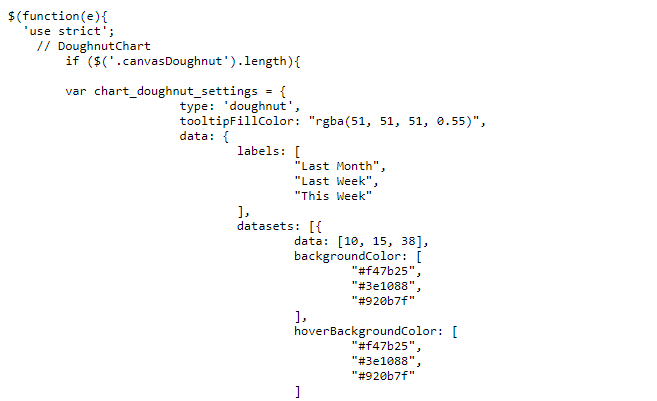 $(function(e){
'use strict';
// DoughnutChart
if ($('.canvasDoughnut').length){
var chart_doughnut_settings = {
type: 'doughnut',
tooltipFillColor: "rgba(51, 51, 51, 0.55)",
data: {
labels: [
"Last Month",
"Last Week",
"This Week"
],
datasets: [{
data: [10, 15, 38],
backgroundColor: [
"#f47b25",
"#3e1088",
"#920b7f"
],
hoverBackgroundColor: [
"#f47b25",
"#3e1088",
"#920b7f"
]